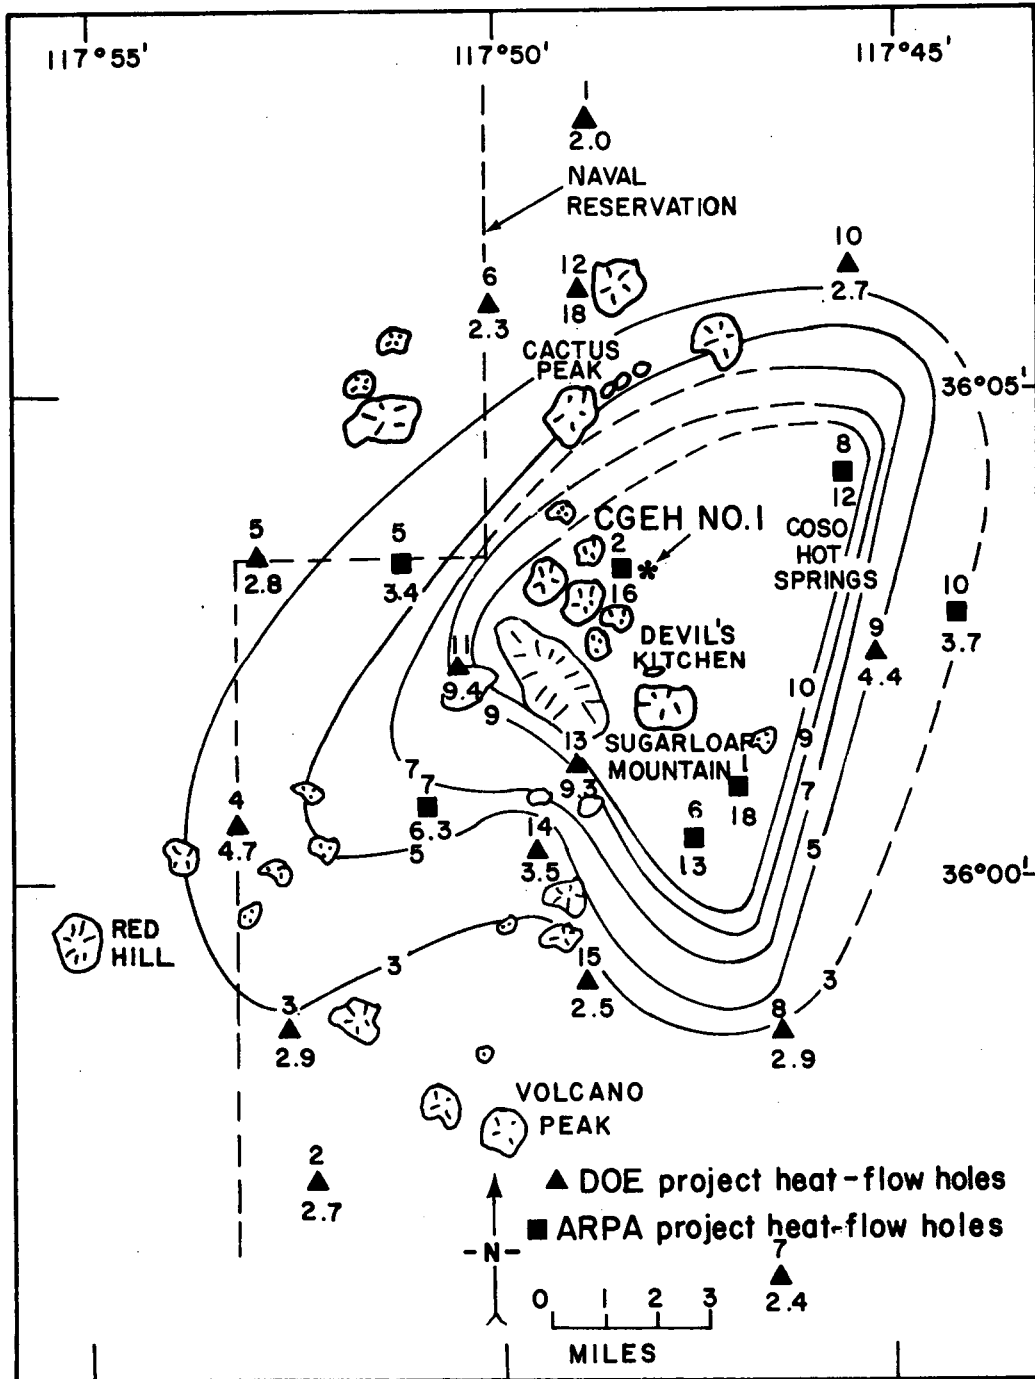 117°55' 117°50' 117°45'
1
2.0
NAVAL
RESERVATION
10
2.7
6
2.3
12
18
CACTUS
PEAK
36°05'
8
12
CGEH NO.1
COSO
HOT
SPRINGS
2
16
5
2.8
5
3.4
10
3.7
9
4.4
DEVIL'S
KITCHEN
11
9.4
9
10
13
9.3
SUGARLOAF
MOUNTAIN
9
1
18
7
7
7
6.3
5
6
13
5
4
4.7
14
3.5
36°00'
RED
HILL
3
3
2.9
15
2.5
3
8
2.9
VOLCANO
PEAK
2
2.7
▲ DOE project heat-flow holes
■ ARPA project heat-flow holes
-N-
7
2.4
0 1 2 3
MILES